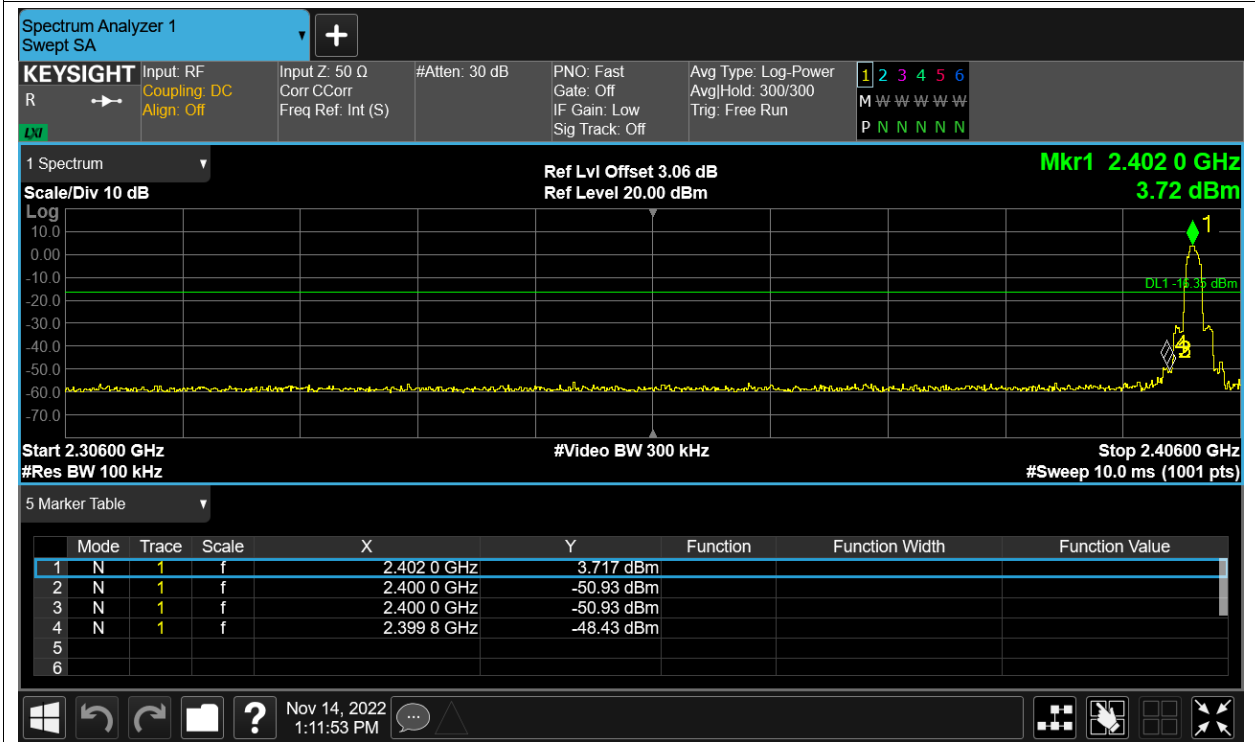 Spectrum Analyzer 1
Swept SA
+
KEYSIGHT
R
LXI
Input: RF
Coupling: DC
Align: Off
Input Z: 50 Ω
Corr CCorr
Freq Ref: Int (S)
#Atten: 30 dB
PNO: Fast
Gate: Off
IF Gain: Low
Sig Track: Off
Avg Type: Log-Power
Avg|Hold: 300/300
Trig: Free Run
1 2 3 4 5 6
M W W W W W
P N N N N N
1 Spectrum
Scale/Div 10 dB
Ref Lvl Offset 3.06 dB
Ref Level 20.00 dBm
Mkr1 2.402 0 GHz
3.72 dBm
Log
10.0
0.00
-10.0
-20.0
-30.0
-40.0
-50.0
-60.0
-70.0
1
DL1 -16.35 dBm
4
Start 2.30600 GHz
#Video BW 300 kHz
Stop 2.40600 GHz
#Res BW 100 kHz
#Sweep 10.0 ms (1001 pts)
5 Marker Table
Mode Trace Scale X Y Function Function Width Function Value
1 N 1 f 2.402 0 GHz 3.717 dBm
2 N 1 f 2.400 0 GHz -50.93 dBm
3 N 1 f 2.400 0 GHz -50.93 dBm
4 N 1 f 2.399 8 GHz -48.43 dBm
5
6
?
Nov 14, 2022
1:11:53 PM